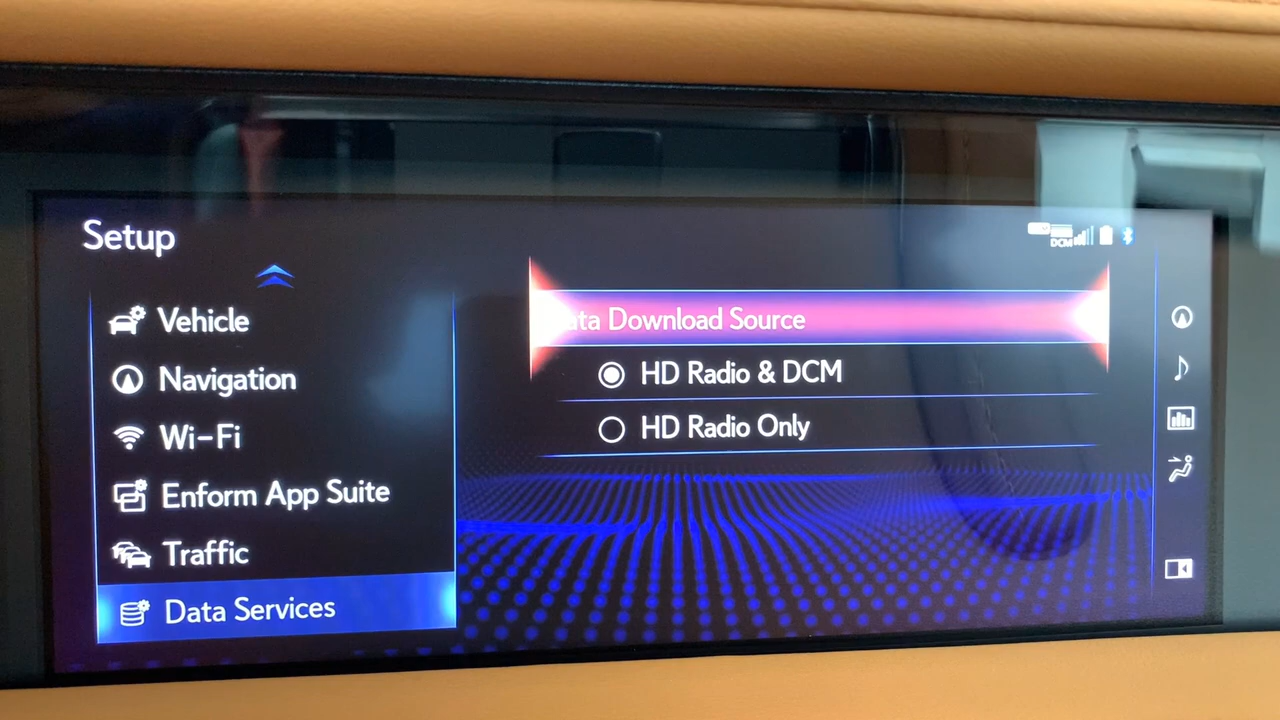 Setup
DCM
Vehicle
Navigation
Wi-Fi
Enform App Suite
Traffic
Data Services
ata Download Source
HD Radio & DCM
HD Radio Only